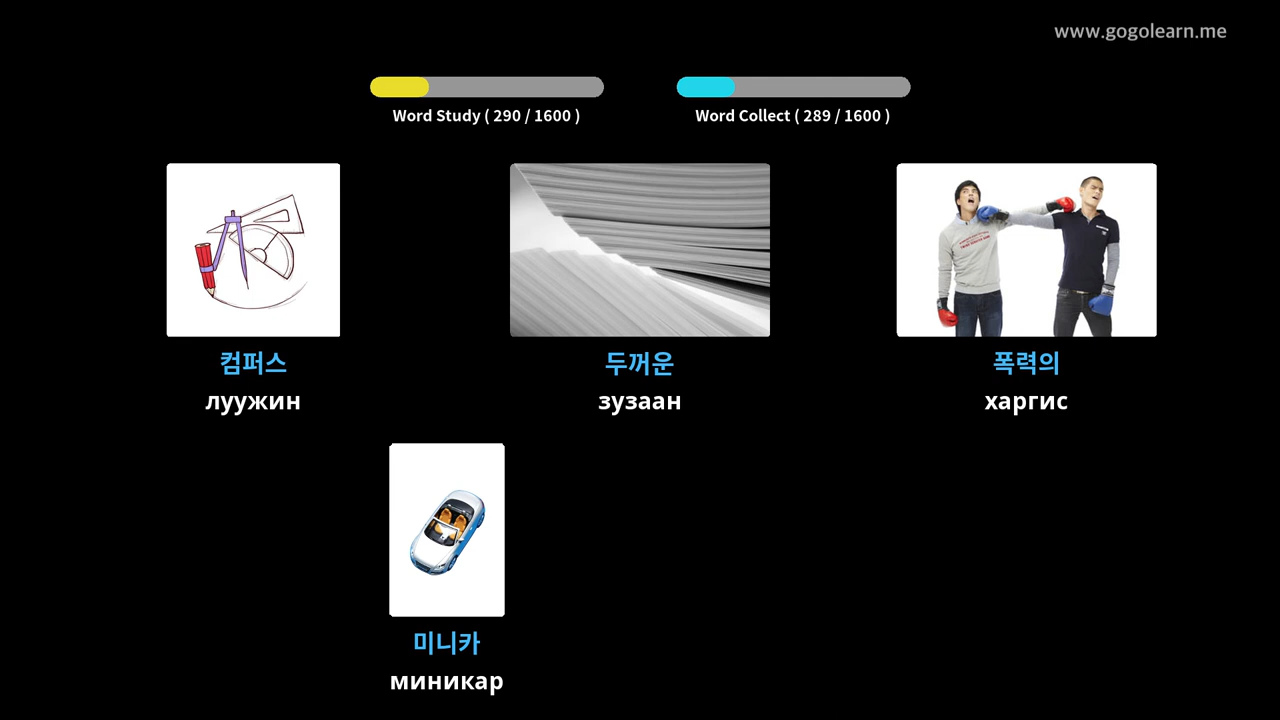 www.gogolearn.me
Word Study ( 290 / 1600 )
Word Collect ( 289 / 1600 )
컴퍼스
두꺼운
폭력의
луужин
зузаан
харгис
미니카
миникар